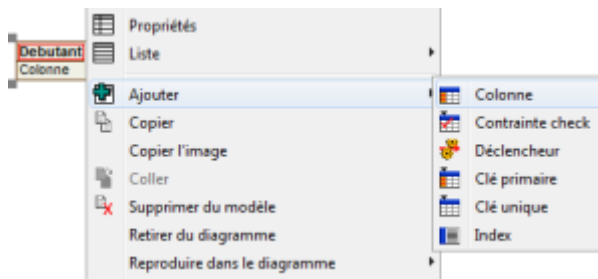 Propriétés
Debutant
Liste
Colonne
Ajouter
Colonne
Copier
Contrainte check
Copier l'image
Déclencheur
Coller
Clé primaire
Supprimer du modèle
Clé unique
Retirer du diagramme
Index
Reproduire dans le diagramme